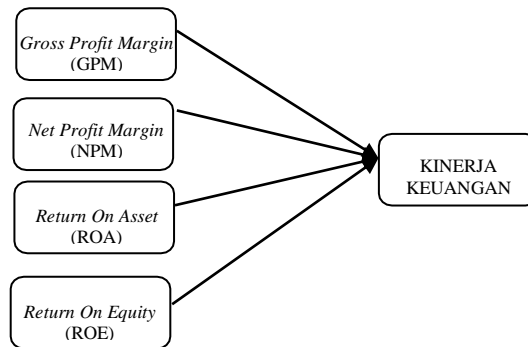 Gross Profit Margin
(GPM)
Net Profit Margin
(NPM)
Return On Asset
(ROA)
Return On Equity
(ROE)
KINERJA
KEUANGAN